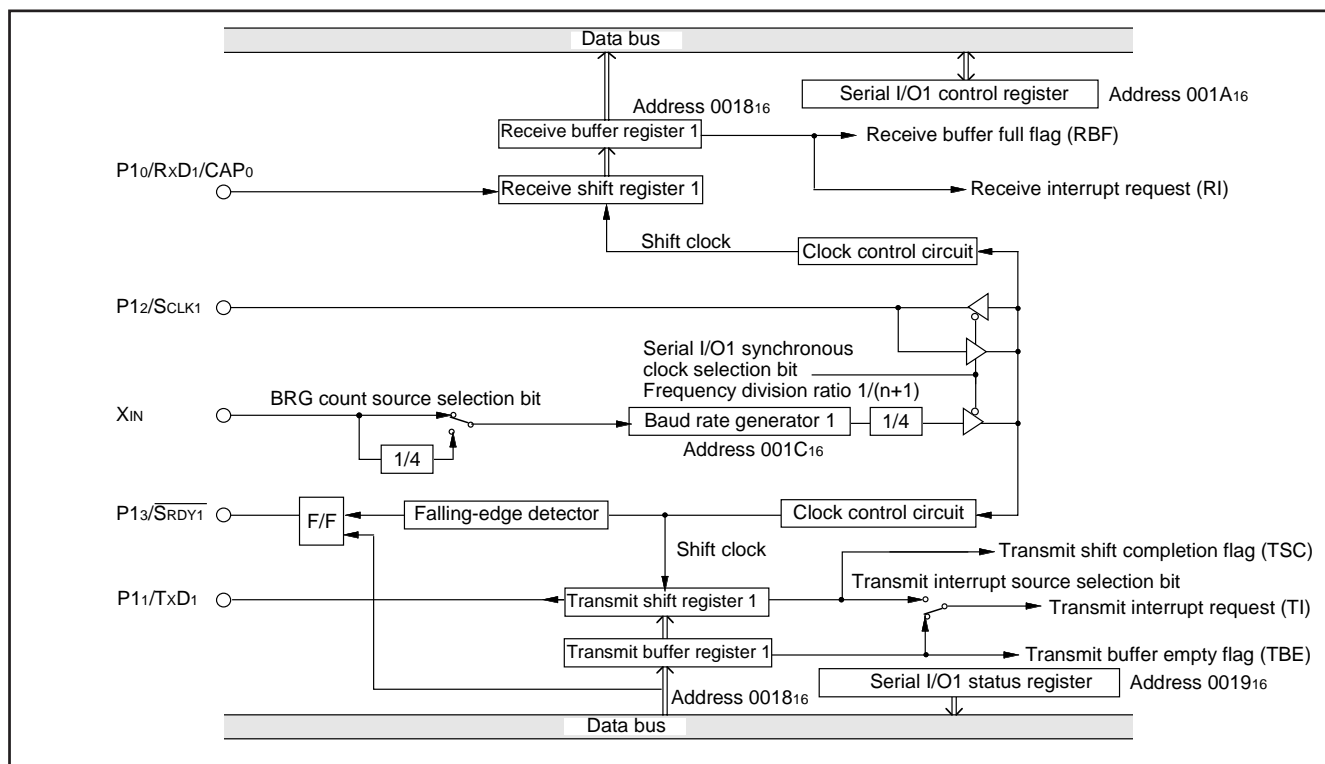 Data bus
Serial I/O1 control register
Address 001A16
Address 001816
Receive buffer register 1
Receive buffer full flag (RBF)
P10/RXD1/CAP0
Receive shift register 1
Receive interrupt request (RI)
Shift clock
Clock control circuit
P12/SCLK1
Serial I/O1 synchronous
clock selection bit
Frequency division ratio 1/(n+1)
BRG count source selection bit
XIN
Baud rate generator 1
1/4
Address 001C16
1/4
P13/SRDY1
F/F
Falling-edge detector
Clock control circuit
Shift clock
Transmit shift completion flag (TSC)
Transmit interrupt source selection bit
P11/TXD1
Transmit shift register 1
Transmit interrupt request (TI)
Transmit buffer register 1
Transmit buffer empty flag (TBE)
Address 001816
Serial I/O1 status register
Address 001916
Data bus